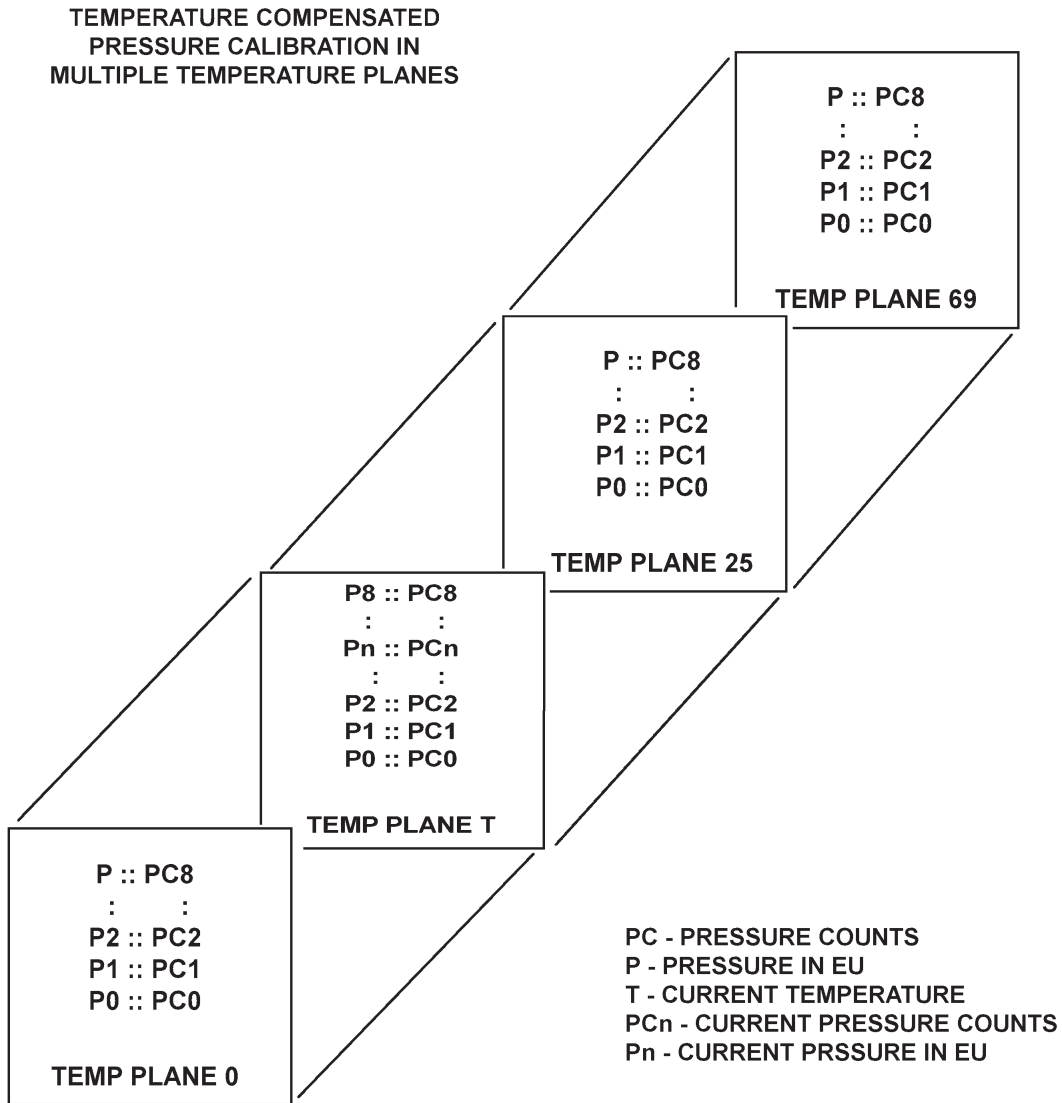 TEMPERATURE COMPENSATED
PRESSURE CALIBRATION IN
MULTIPLE TEMPERATURE PLANES
P :: PC8
: :
P2 :: PC2
P1 :: PC1
P0 :: PC0
TEMP PLANE 69
P :: PC8
: :
P2 :: PC2
P1 :: PC1
P0 :: PC0
TEMP PLANE 25
P8 :: PC8
: :
Pn :: PCn
: :
P2 :: PC2
P1 :: PC1
P0 :: PC0
TEMP PLANE T
P :: PC8
: :
P2 :: PC2
P1 :: PC1
P0 :: PC0
TEMP PLANE 0
PC - PRESSURE COUNTS
P - PRESSURE IN EU
T - CURRENT TEMPERATURE
PCn - CURRENT PRESSURE COUNTS
Pn - CURRENT PRSSURE IN EU